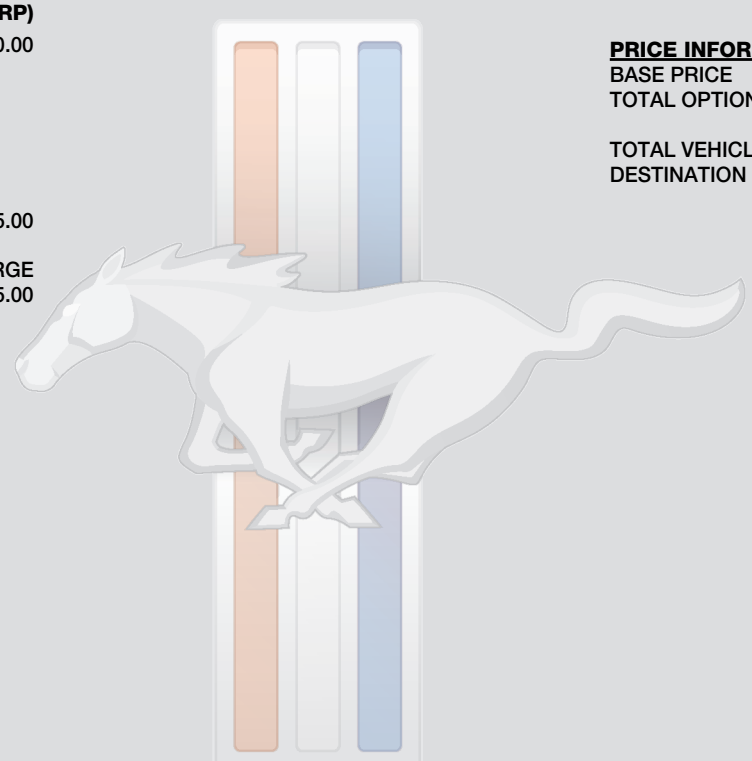 RP)
0.00
5.00
RGE
5.00
PRICE INFOR
BASE PRICE
TOTAL OPTION
TOTAL VEHICL
DESTINATION